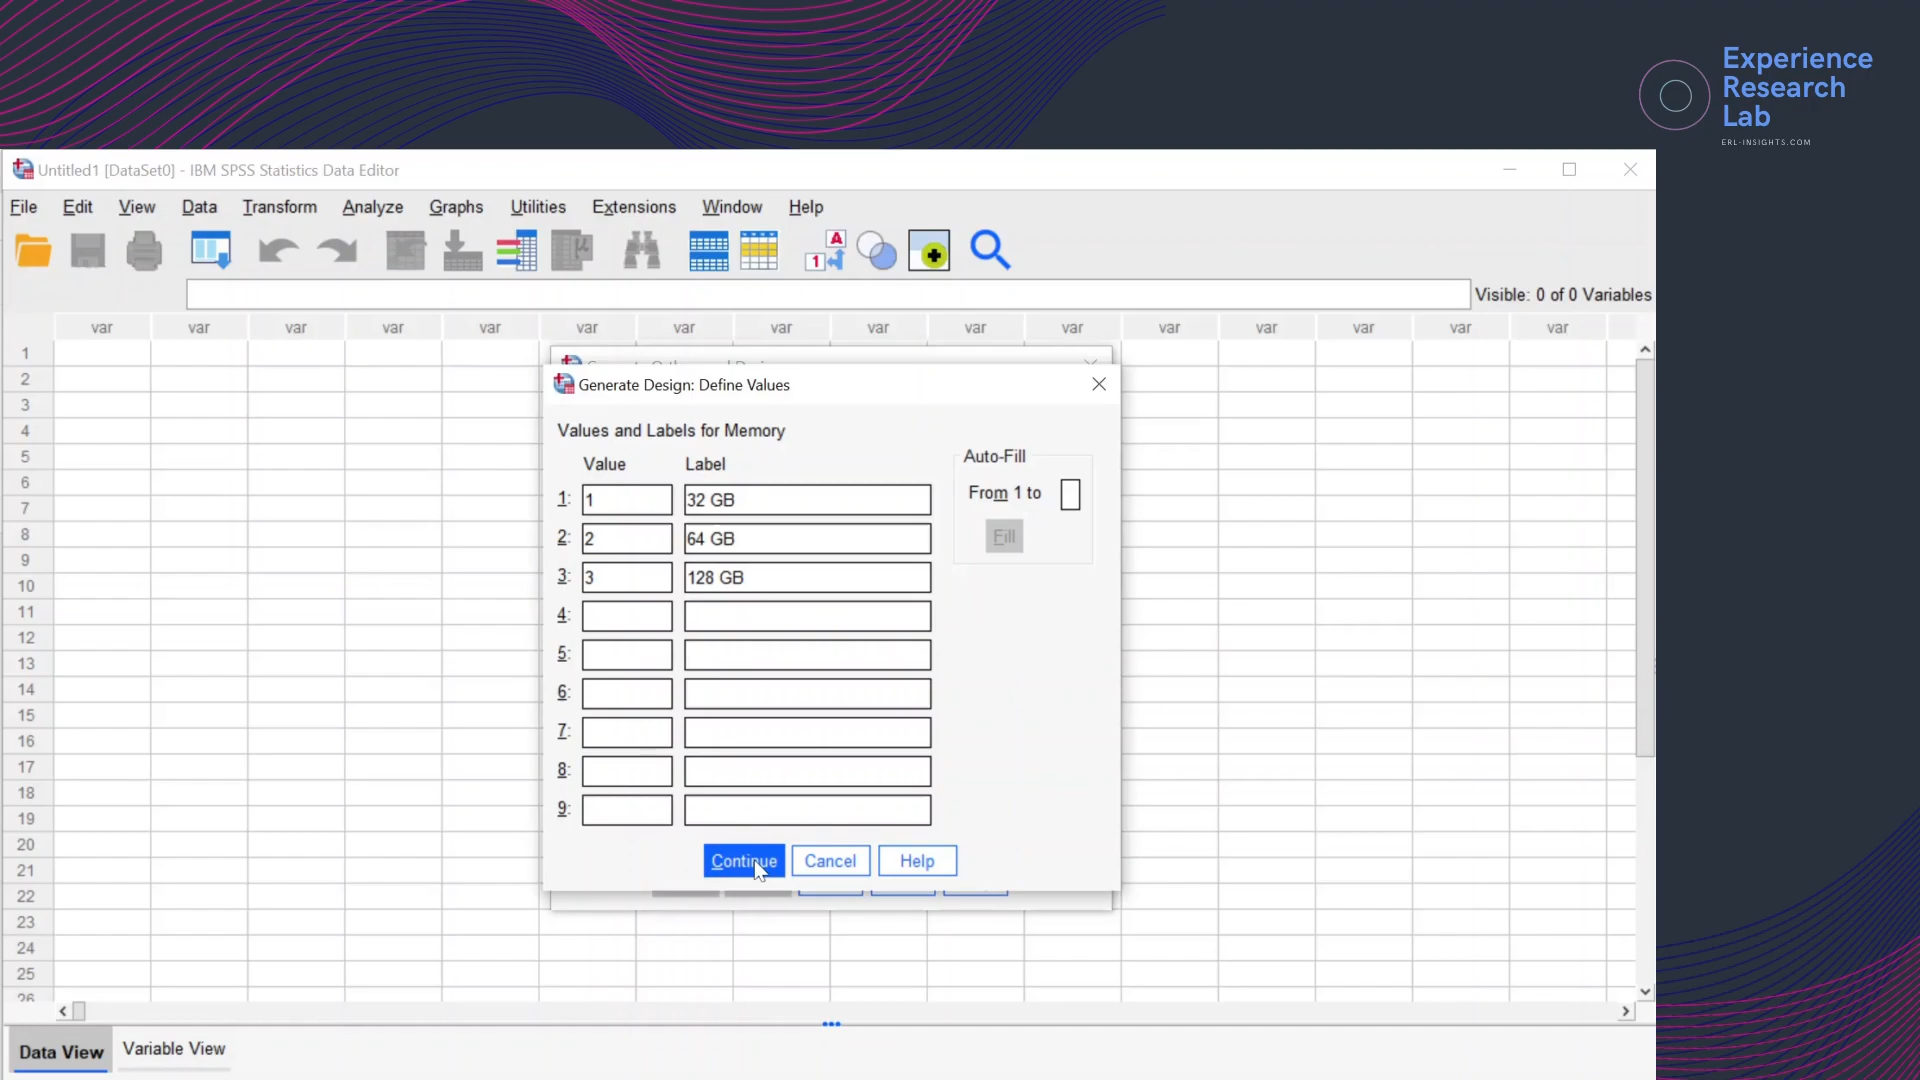 Experience
Research
Lab
ERL-INSIGHTS.COM
Untitled1 [DataSet0] - IBM SPSS Statistics Data Editor
File Edit View Data Transform Analyze Graphs Utilities Extensions Window Help
A
1
μ
Visible: 0 of 0 Variables
var var var var var var var var var var var var var var var var
1
2
3
4
5
6
7
8
9
10
11
12
13
14
15
16
17
18
19
20
21
22
23
24
25
26
Generate Design: Define Values
Values and Labels for Memory
Value Label
1: 1 32 GB
2: 2 64 GB
3: 3 128 GB
4:
5:
6:
7:
8:
9:
Auto-Fill
From 1 to
Fill
Continue Cancel Help
Data View Variable View